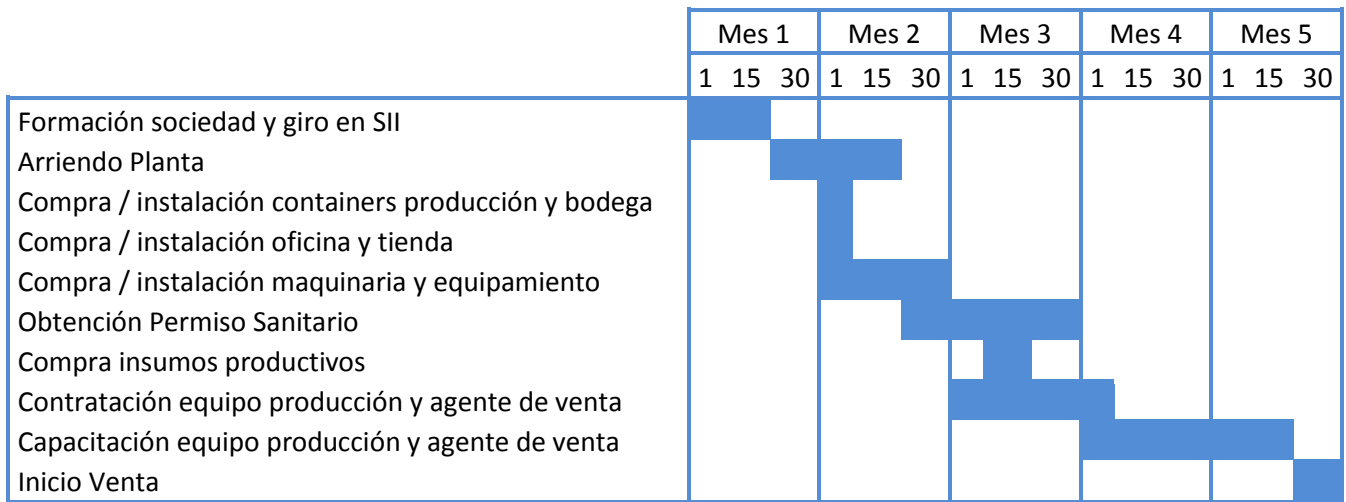 Mes 1 Mes 2 Mes 3 Mes 4 Mes 5
1 15 30 1 15 30 1 15 30 1 15 30 1 15 30
Formación sociedad y giro en SII
Arriendo Planta
Compra / instalación containers producción y bodega
Compra / instalación oficina y tienda
Compra / instalación maquinaria y equipamiento
Obtención Permiso Sanitario
Compra insumos productivos
Contratación equipo producción y agente de venta
Capacitación equipo producción y agente de venta
Inicio Venta